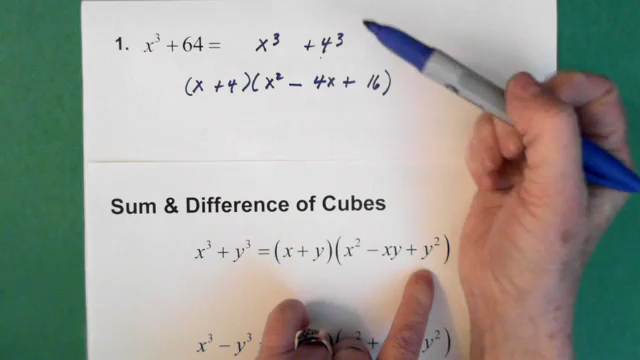 1. x³ + 64 = x³ + 4³
(x + 4)(x² − 4x + 16)
Sum & Difference of Cubes
x³ + y³ = (x + y)(x² − xy + y²)
x³ − y³ ² + y²)